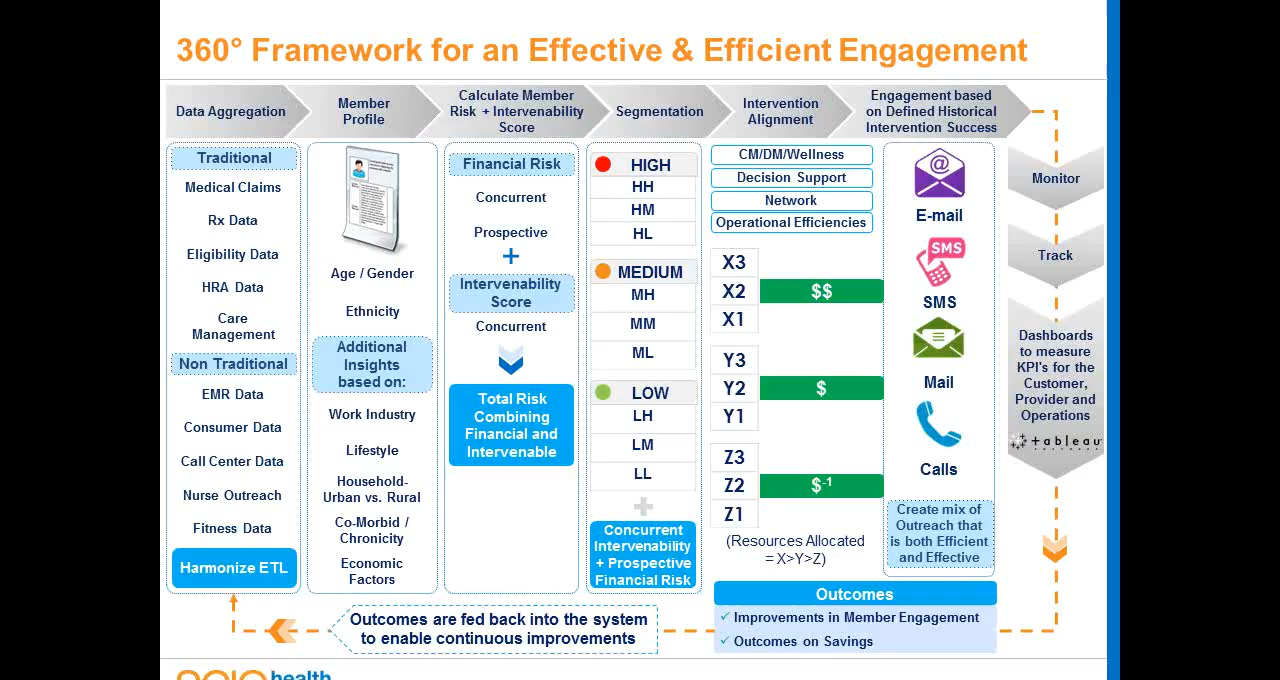 360° Framework for an Effective & Efficient Engagement
Data Aggregation
Member
Profile
Calculate Member
Risk + Intervenability
Score
Segmentation
Intervention
Alignment
Engagement based
on Defined Historical
Intervention Success
Traditional
Medical Claims
Rx Data
Eligibility Data
HRA Data
Care
Management
Non Traditional
EMR Data
Consumer Data
Call Center Data
Nurse Outreach
Fitness Data
Harmonize ETL
Age / Gender
Ethnicity
Additional
Insights
based on:
Work Industry
Lifestyle
Household-
Urban vs. Rural
Co-Morbid /
Chronicity
Economic
Factors
Financial Risk
Concurrent
Prospective
+
Intervenability
Score
Concurrent
Total Risk
Combining
Financial and
Intervenable
HIGH
HH
HM
HL
MEDIUM
MH
MM
ML
LOW
LH
LM
LL
+
Concurrent
Intervenability
+ Prospective
Financial Risk
CM/DM/Wellness
Decision Support
Network
Operational Efficiencies
X3
X2
X1
$$
Y3
Y2
Y1
$
Z3
Z2
Z1
$-1
(Resources Allocated
= X>Y>Z)
@
E-mail
SMS
SMS
Mail
Calls
Create mix of
Outreach that
is both Efficient
and Effective
Monitor
Track
Dashboards
to measure
KPI's for the
Customer,
Provider and
Operations
tableau
Outcomes
✓ Improvements in Member Engagement
✓ Outcomes on Savings
Outcomes are fed back into the system
to enable continuous improvements
health